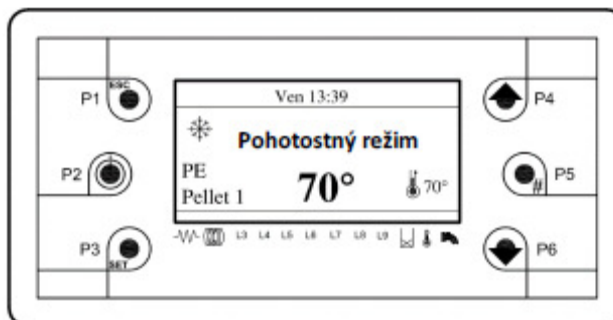 ESC
P1
P2
P3
SET
Ven 13:39
Pohotostný režim
PE
Pellet 1
70°
70°
L3 L4 L5 L6 L7 L8 L9
P4
P5
#
P6